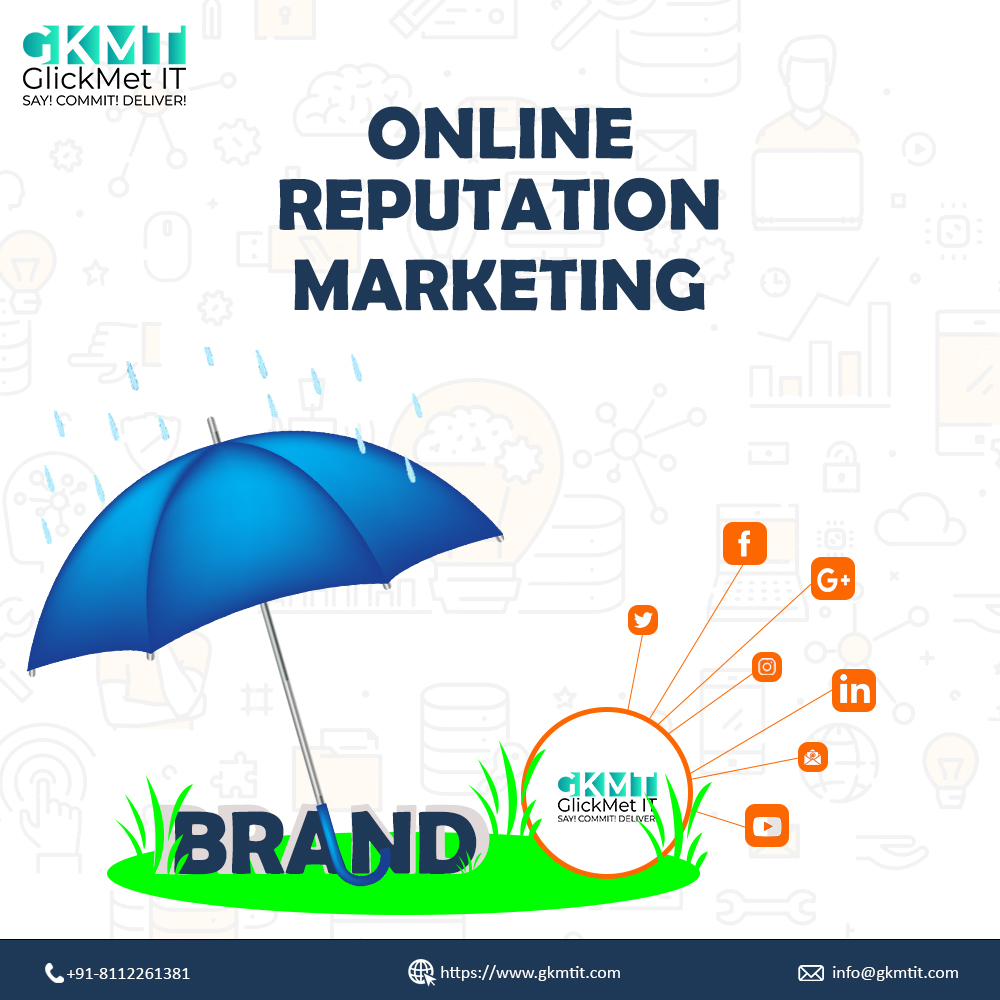 GKMT
GlickMet IT
SAY! COMMIT! DELIVER!
ONLINE
REPUTATION
MARKETING
f
G+
in
BRAND
GKMT
GlickMet IT
SAY! COMMIT! DELIVER
+91-8112261381
https://www.gkmtit.com
info@gkmtit.com